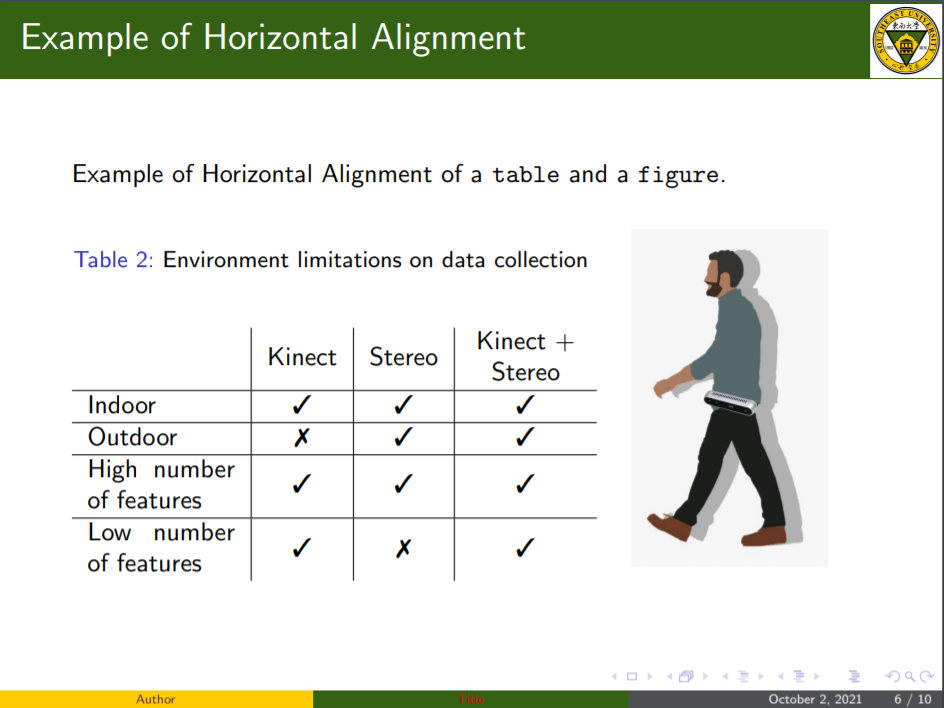 Example of Horizontal Alignment
SOUTHEAST UNIVERSITY
Example of Horizontal Alignment of a table and a figure.
Table 2: Environment limitations on data collection
Kinect Stereo Kinect + Stereo
Indoor ✓ ✓ ✓
Outdoor ✗ ✓ ✓
High number of features ✓ ✓ ✓
Low number of features ✓ ✗ ✓
Author Title October 2, 2021 6 / 10